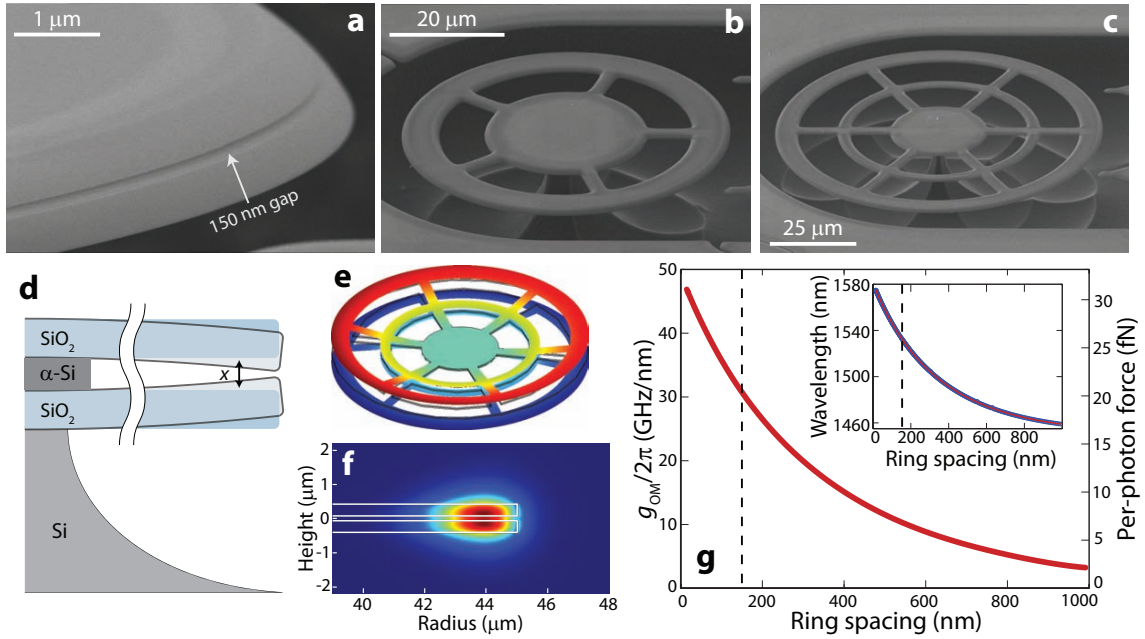 1 μm
a
150 nm gap
20 μm
b
c
25 μm
d
SiO2
α-Si
x
SiO2
Si
e
f
Height (μm)
2
1
0
-1
-2
40
42
44
46
48
Radius (μm)
g
gOM/2π (GHz/nm)
50
40
30
20
10
0
0
200
400
600
800
1000
Ring spacing (nm)
Per-photon force (fN)
30
25
20
15
10
5
0
Wavelength (nm)
1580
1540
1500
1460
0
200
400
600
800
Ring spacing (nm)